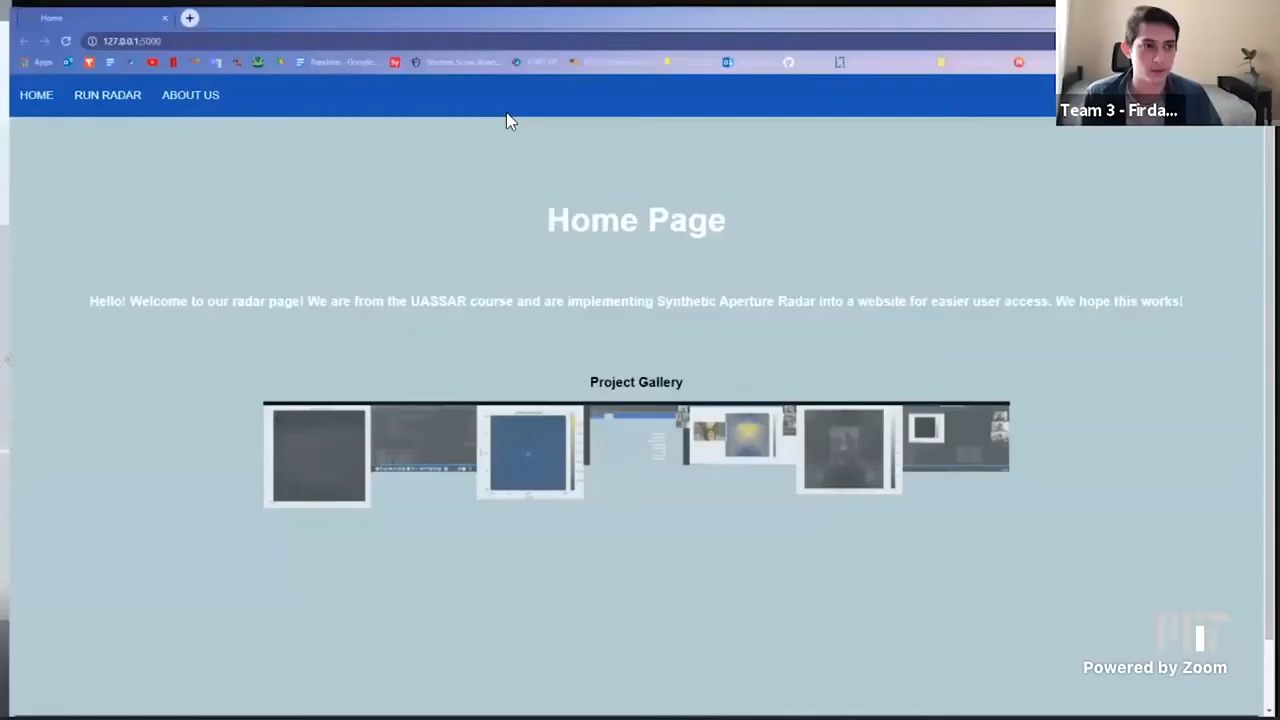 Home
127.0.0.1:5000
Apps
HOME RUN RADAR ABOUT US
Team 3 - Firda...
Home Page
Hello! Welcome to our radar page! We are from the UASSAR course and are implementing Synthetic Aperture Radar into a website for easier user access. We hope this works!
Project Gallery
MIT
Powered by Zoom